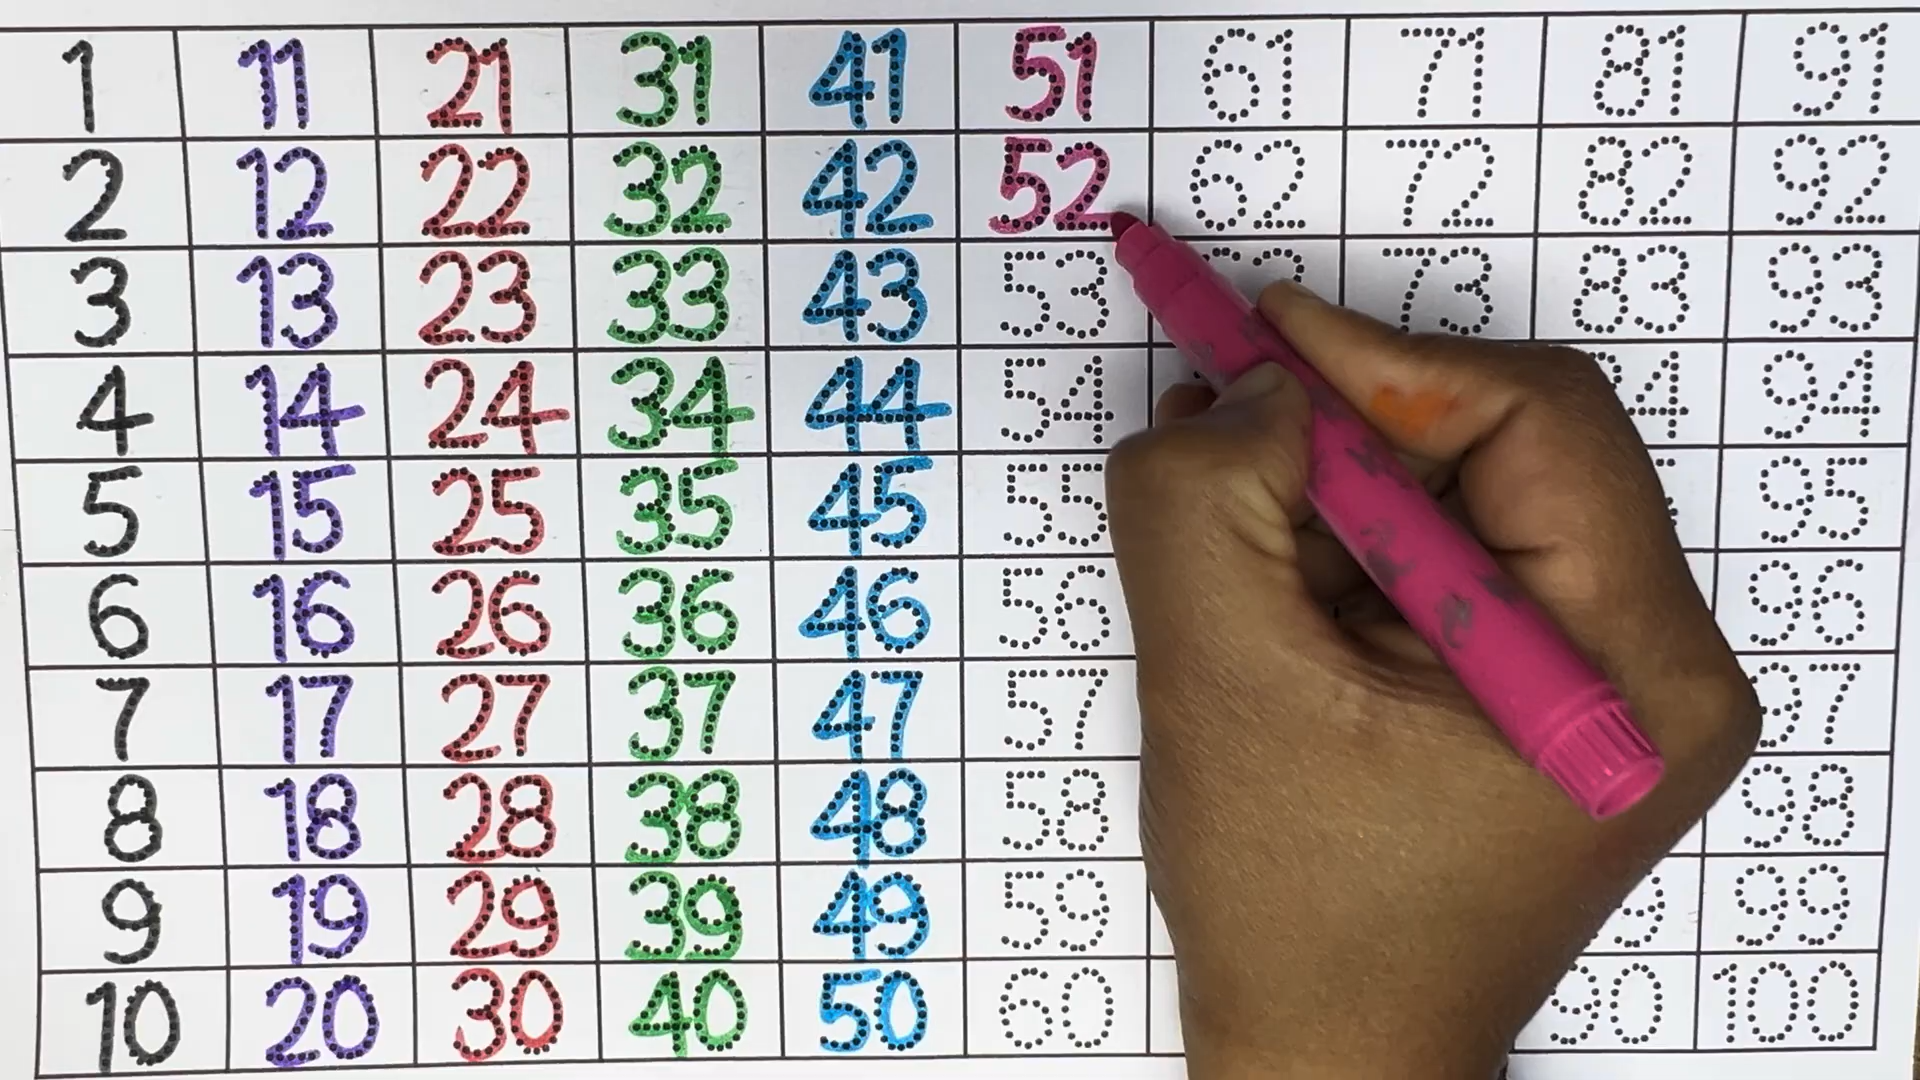 1 11 21 31 41 51 61 71 81 91
2 12 22 32 42 52 62 72 82 92
3 13 23 33 43 53 73 83 93
4 14 24 34 44 54 94
5 15 25 35 45 55 95
6 16 26 36 46 56 96
7 17 27 37 47 57 97
8 18 28 38 48 58 98
9 19 29 39 49 59 99
10 20 30 40 50 60 90 100